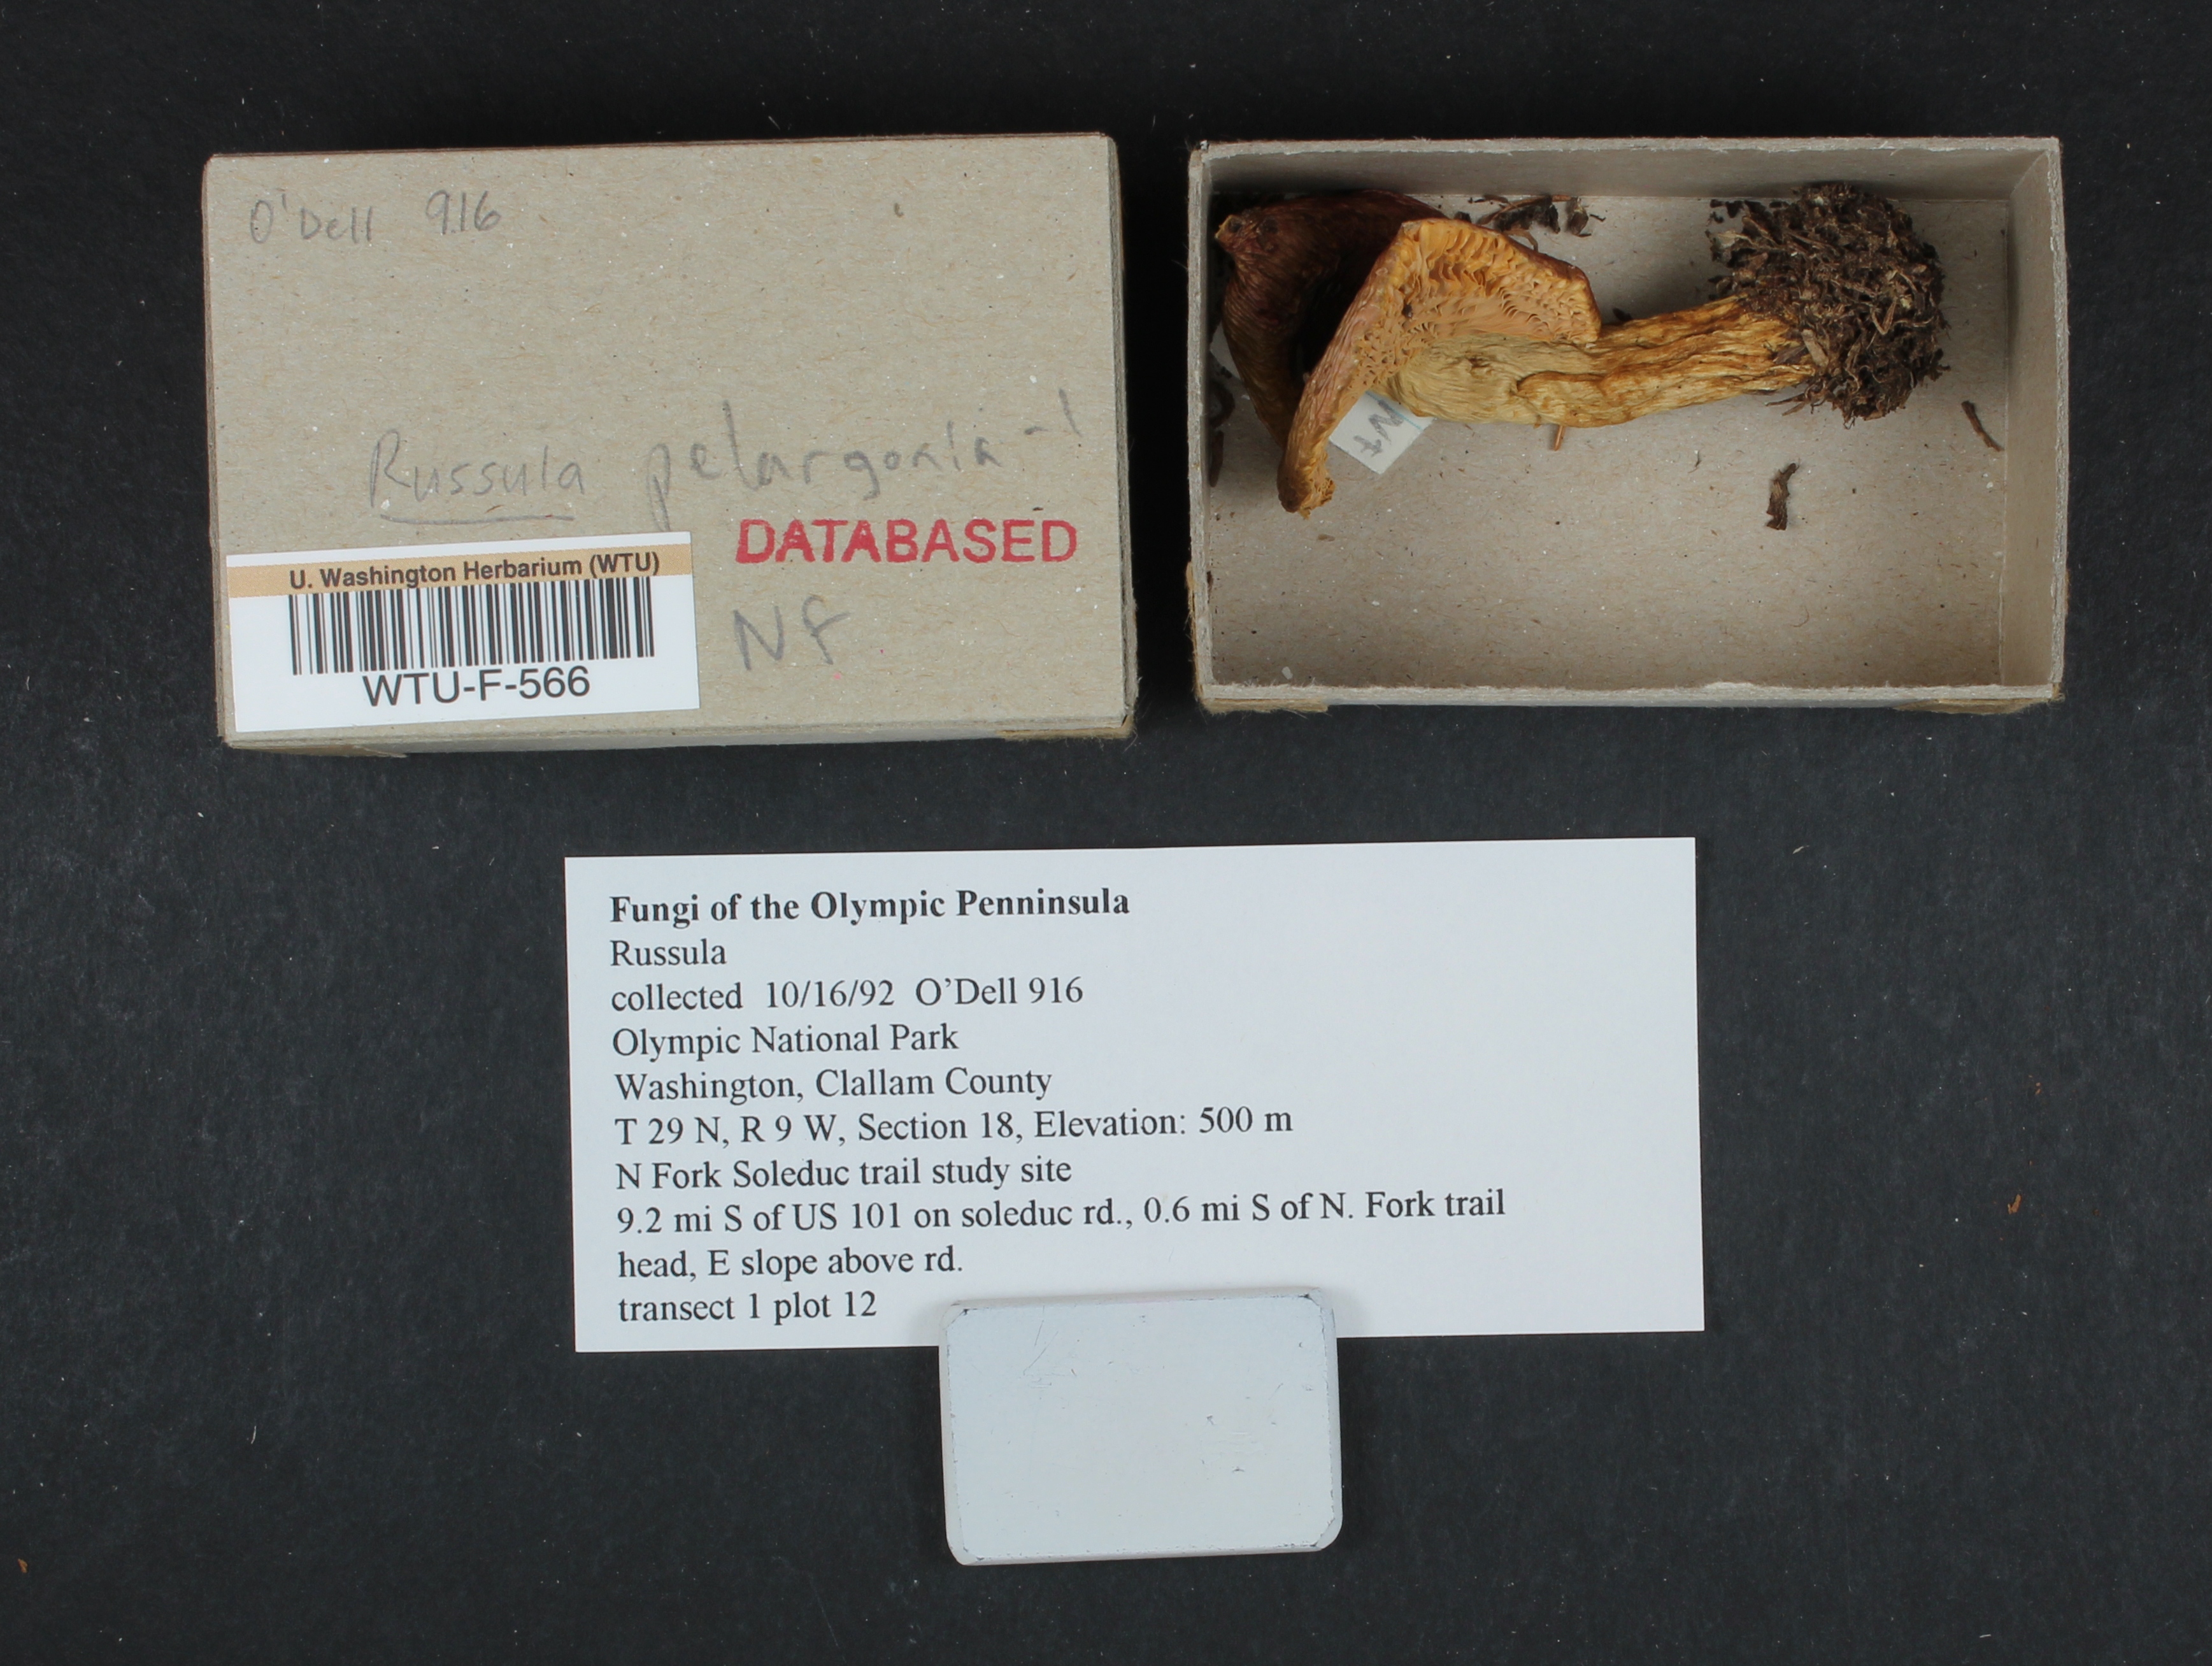 O'Dell 916
Russula pelargonia-1
DATABASED
U. Washington Herbarium (WTU)
WTU-F-566
Nf
Nf
Fungi of the Olympic Penninsula
Russula
collected 10/16/92 O'Dell 916
Olympic National Park
Washington, Clallam County
T 29 N, R 9 W, Section 18, Elevation: 500 m
N Fork Soleduc trail study site
9.2 mi S of US 101 on soleduc rd., 0.6 mi S of N. Fork trail
head, E slope above rd.
transect 1 plot 12